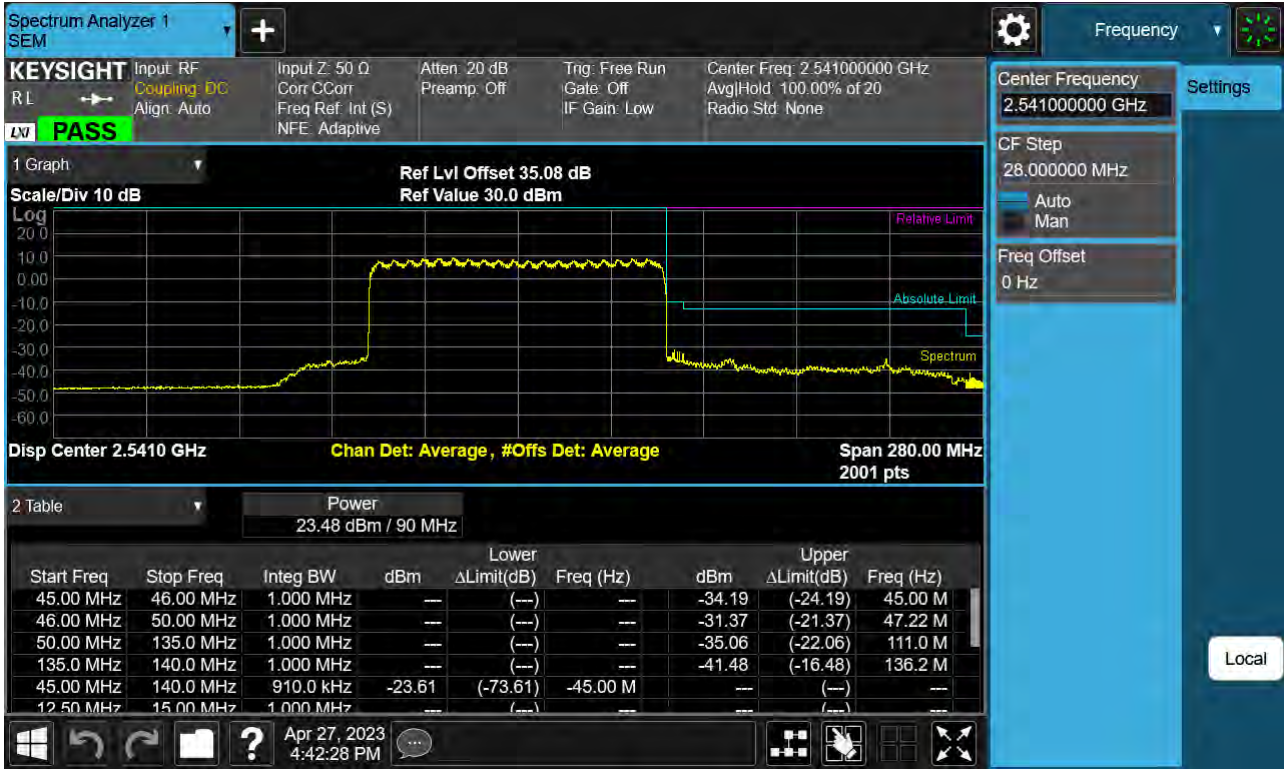 Spectrum Analyzer 1
SEM
Frequency
KEYSIGHT
RL
LXI
PASS
Input: RF
Coupling: DC
Align: Auto
Input Z: 50 Ω
Corr CCorr
Freq Ref: Int (S)
NFE: Adaptive
Atten: 20 dB
Preamp: Off
Trig: Free Run
Gate: Off
IF Gain: Low
Center Freq: 2.541000000 GHz
Avg|Hold: 100.00% of 20
Radio Std: None
Center Frequency
2.541000000 GHz
Settings
CF Step
28.000000 MHz
Auto
Man
Freq Offset
0 Hz
Local
1 Graph
Scale/Div 10 dB
Ref Lvl Offset 35.08 dB
Ref Value 30.0 dBm
Log
20.0
10.0
0.00
-10.0
-20.0
-30.0
-40.0
-50.0
-60.0
Relative Limit
Absolute Limit
Spectrum
Disp Center 2.5410 GHz
Chan Det: Average , #Offs Det: Average
Span 280.00 MHz
2001 pts
2 Table
Power
23.48 dBm / 90 MHz
Lower Upper
Start Freq Stop Freq Integ BW dBm ΔLimit(dB) Freq (Hz) dBm ΔLimit(dB) Freq (Hz)
45.00 MHz 46.00 MHz 1.000 MHz --- (---) --- -34.19 (-24.19) 45.00 M
46.00 MHz 50.00 MHz 1.000 MHz --- (---) --- -31.37 (-21.37) 47.22 M
50.00 MHz 135.0 MHz 1.000 MHz --- (---) --- -35.06 (-22.06) 111.0 M
135.0 MHz 140.0 MHz 1.000 MHz --- (---) --- -41.48 (-16.48) 136.2 M
45.00 MHz 140.0 MHz 910.0 kHz -23.61 (-73.61) -45.00 M --- (---) ---
12.50 MHz 15.00 MHz 1.000 MHz --- (---) --- --- (---) ---
Apr 27, 2023
4:42:28 PM